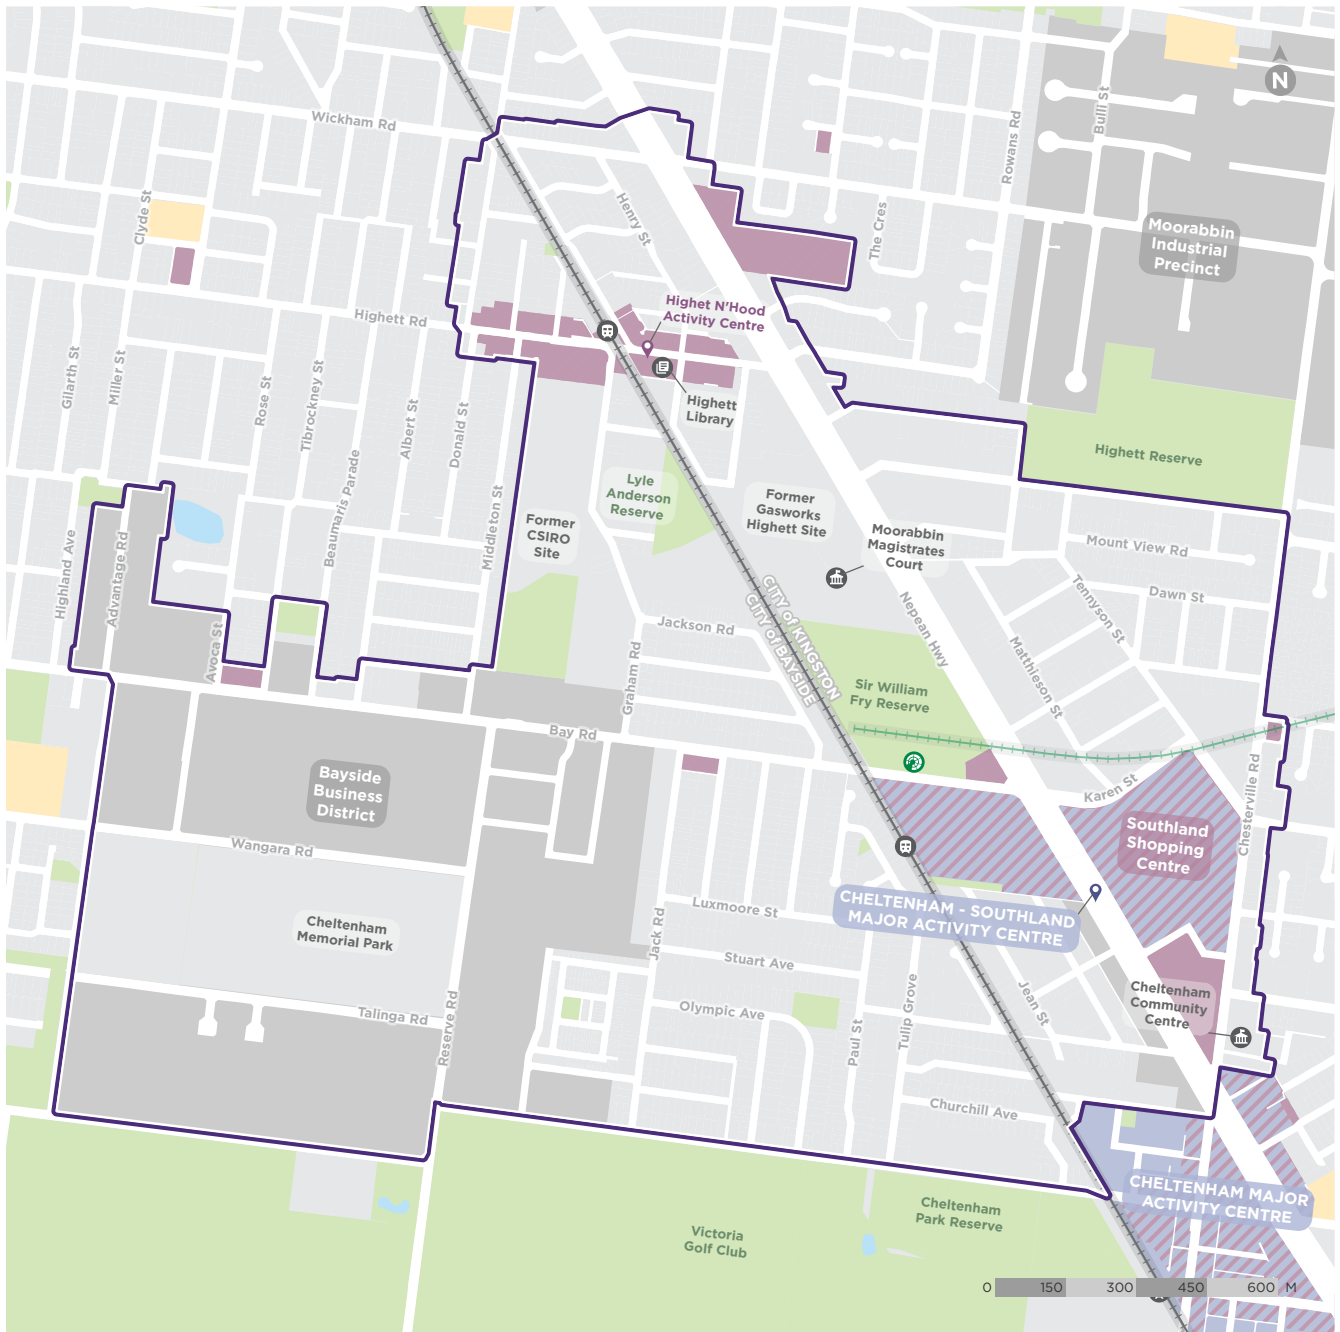 Wickham Rd
Rowans Rd
Bulli St
N
Clyde St
Henry St
The Cres
Moorabbin
Industrial
Precinct
Highett Rd
Highet N'Hood
Activity Centre
Gilarth St
Miller St
Rose St
Tibrockney St
Albert St
Donald St
Highett
Library
Highett Reserve
Beaumaris Parade
Middleton St
Lyle
Anderson
Reserve
Former
Gasworks
Highett Site
Former
CSIRO
Site
Moorabbin
Magistrates
Court
Mount View Rd
Highland Ave
Advantage Rd
Dawn St
Tennyson St
Nepean Hwy
CITY of KINGSTON
CITY of BAYSIDE
Jackson Rd
Avoca St
Graham Rd
Matthieson St
Sir William
Fry Reserve
Bay Rd
Bayside
Business
District
Karen St
Chesterville Rd
Southland
Shopping
Centre
Wangara Rd
CHELTENHAM - SOUTHLAND
MAJOR ACTIVITY CENTRE
Luxmoore St
Cheltenham
Memorial Park
Jack Rd
Stuart Ave
Jean St
Cheltenham
Community
Centre
Talinga Rd
Reserve Rd
Olympic Ave
Paul St
Tulip Grove
Churchill Ave
CHELTENHAM MAJOR
ACTIVITY CENTRE
Cheltenham
Park Reserve
Victoria
Golf Club
0 150 300 450 600 M